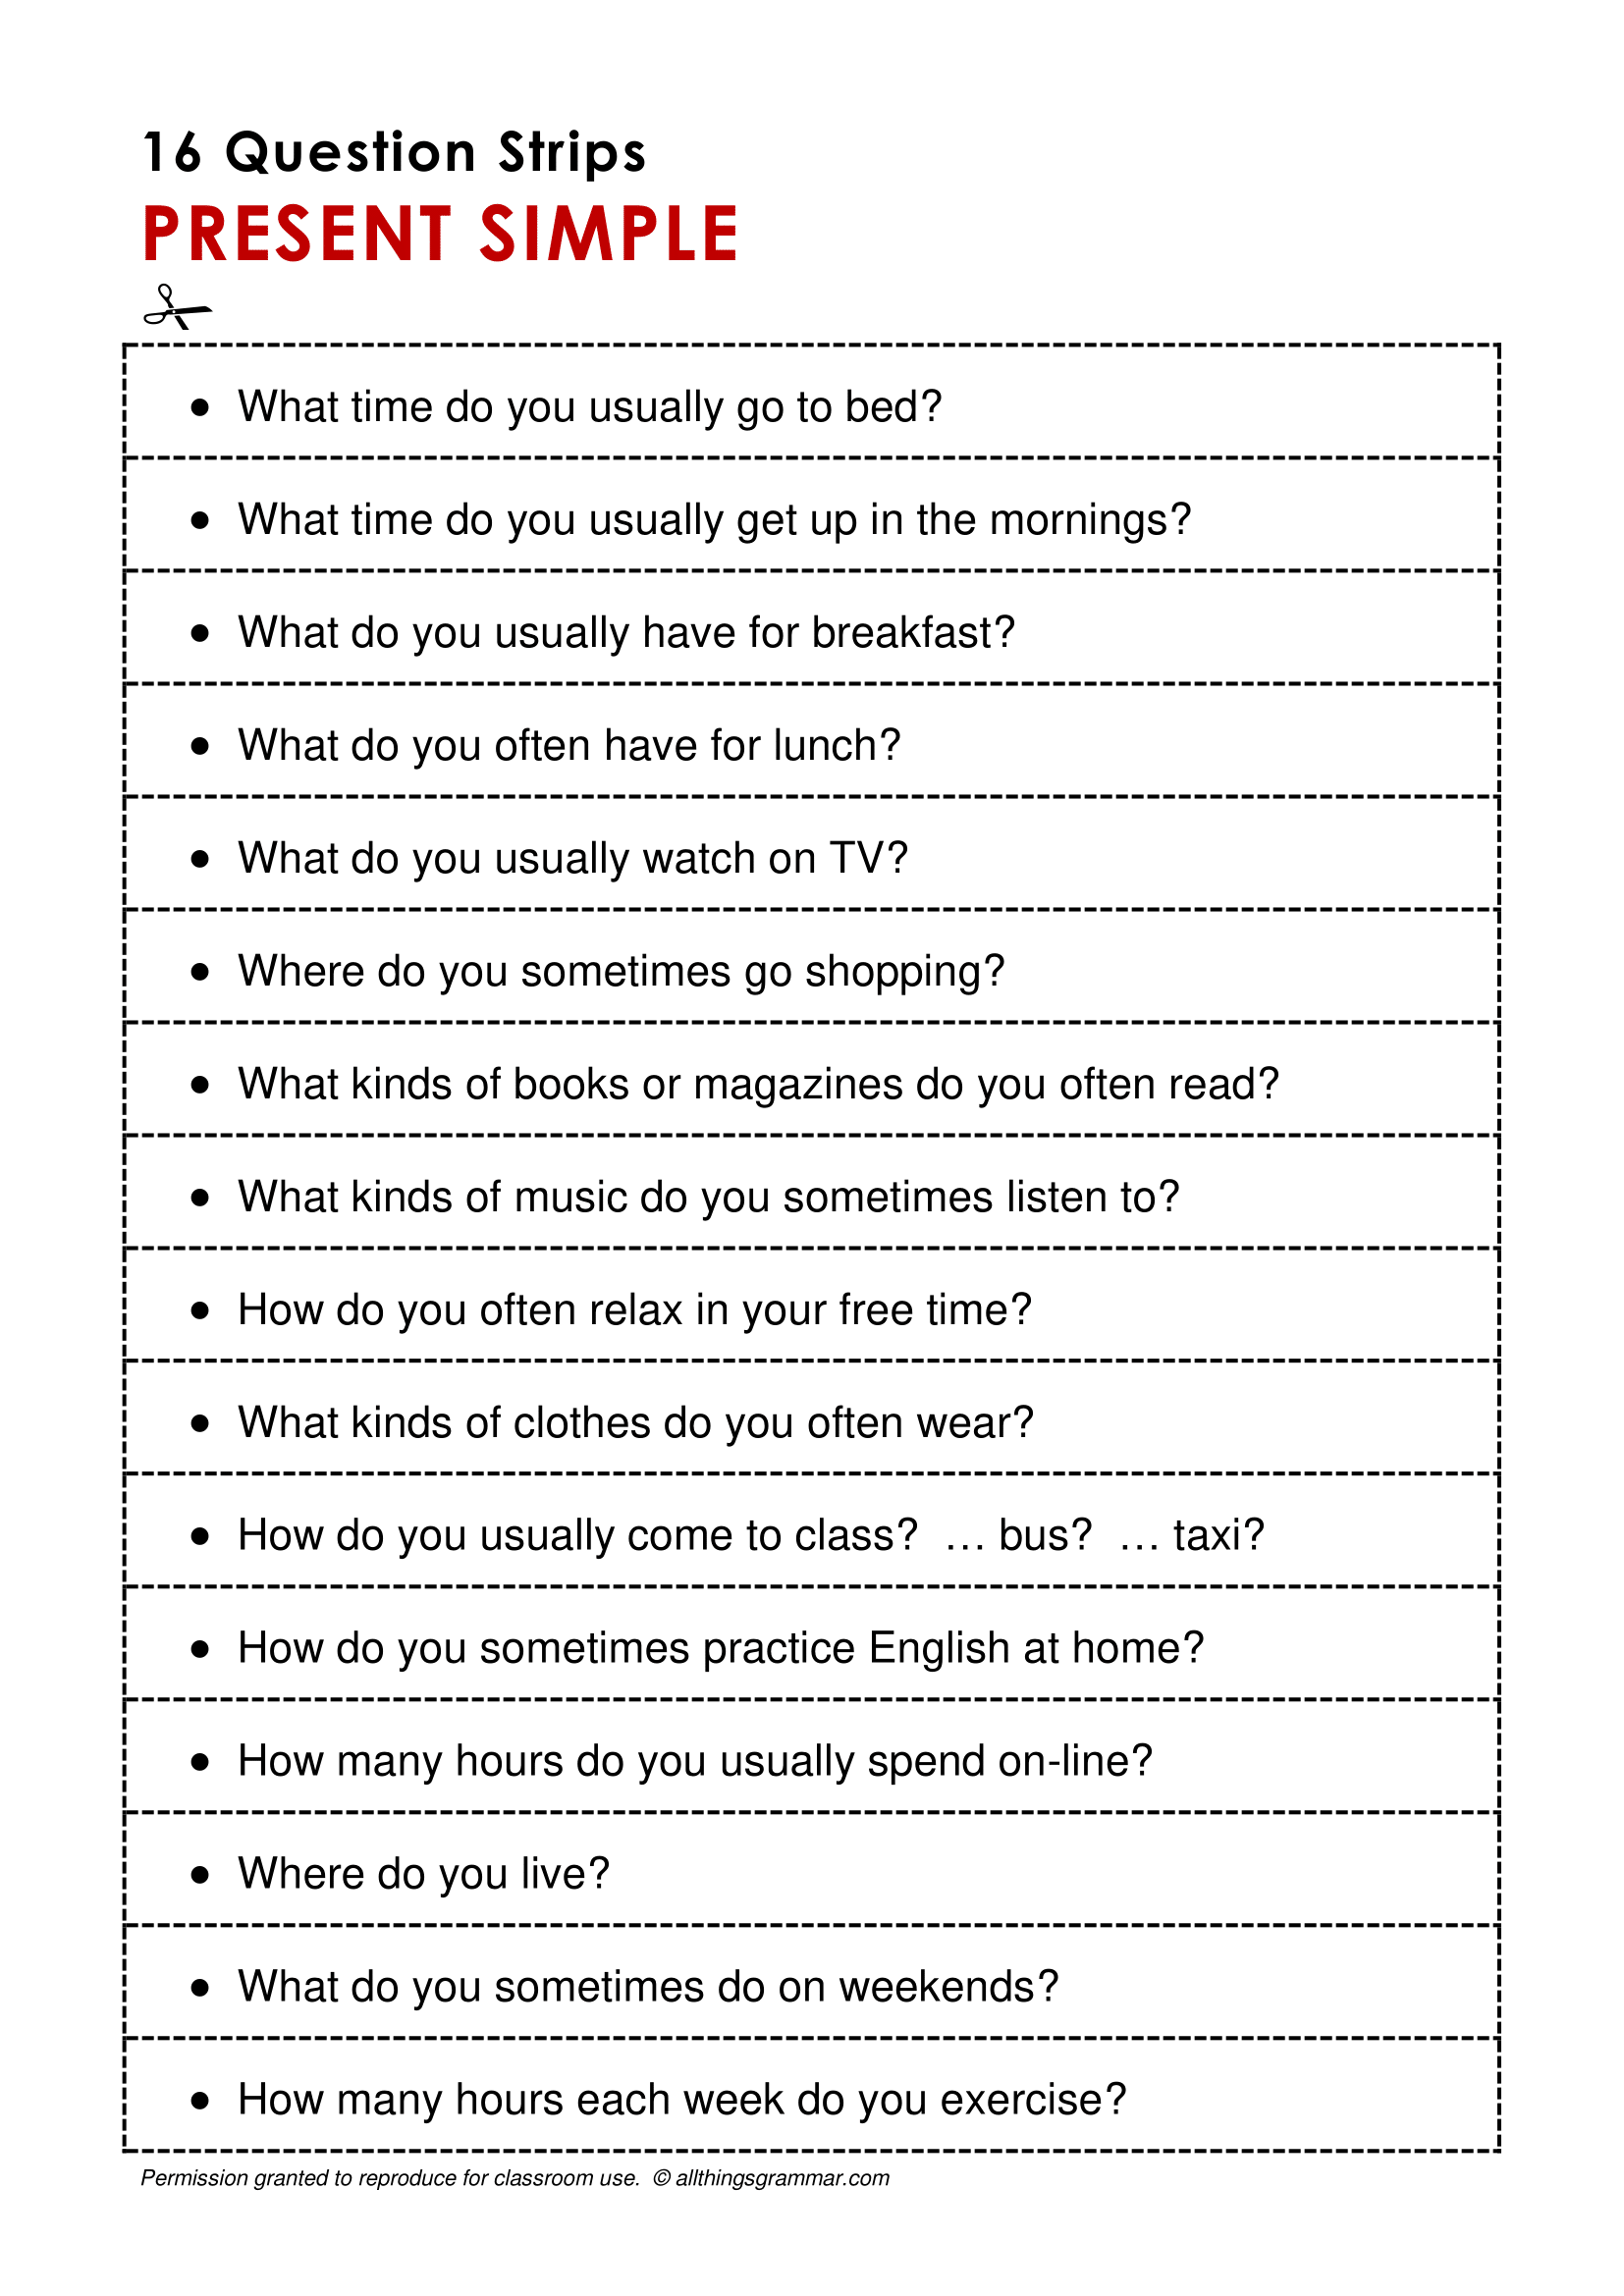 16 Question Strips
PRESENT SIMPLE
• What time do you usually go to bed?
• What time do you usually get up in the mornings?
• What do you usually have for breakfast?
• What do you often have for lunch?
• What do you usually watch on TV?
• Where do you sometimes go shopping?
• What kinds of books or magazines do you often read?
• What kinds of music do you sometimes listen to?
• How do you often relax in your free time?
• What kinds of clothes do you often wear?
• How do you usually come to class?  … bus?  … taxi?
• How do you sometimes practice English at home?
• How many hours do you usually spend on-line?
• Where do you live?
• What do you sometimes do on weekends?
• How many hours each week do you exercise?
Permission granted to reproduce for classroom use.  © allthingsgrammar.com